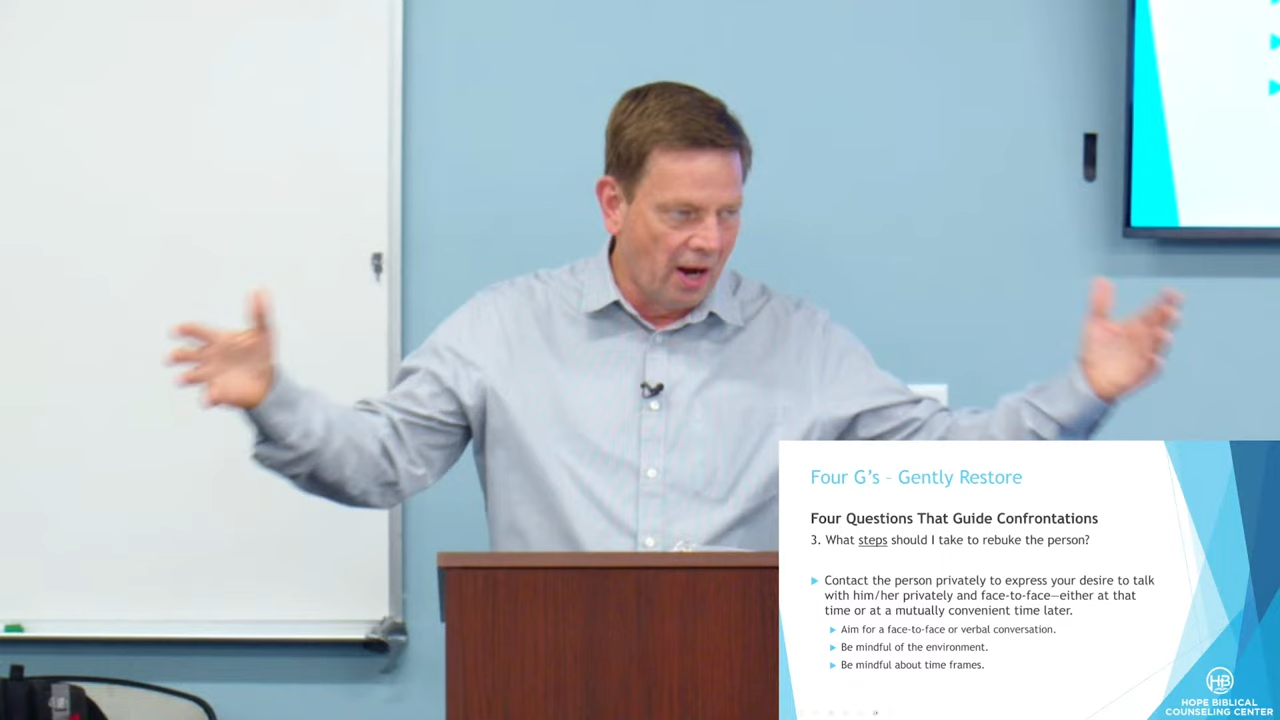 Four G's – Gently Restore
Four Questions That Guide Confrontations
3. What steps should I take to rebuke the person?
Contact the person privately to express your desire to talk
with him/her privately and face-to-face—either at that
time or at a mutually convenient time later.
Aim for a face-to-face or verbal conversation.
Be mindful of the environment.
Be mindful about time frames.
HB
HOPE BIBLICAL
COUNSELING CENTER